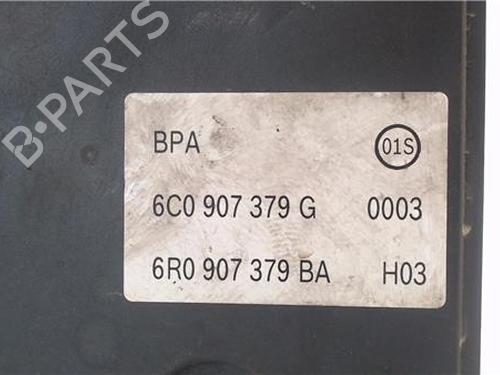 B-PARTS
BPA 01S
6C0 907 379 G 0003
6R0 907 379 BA H03